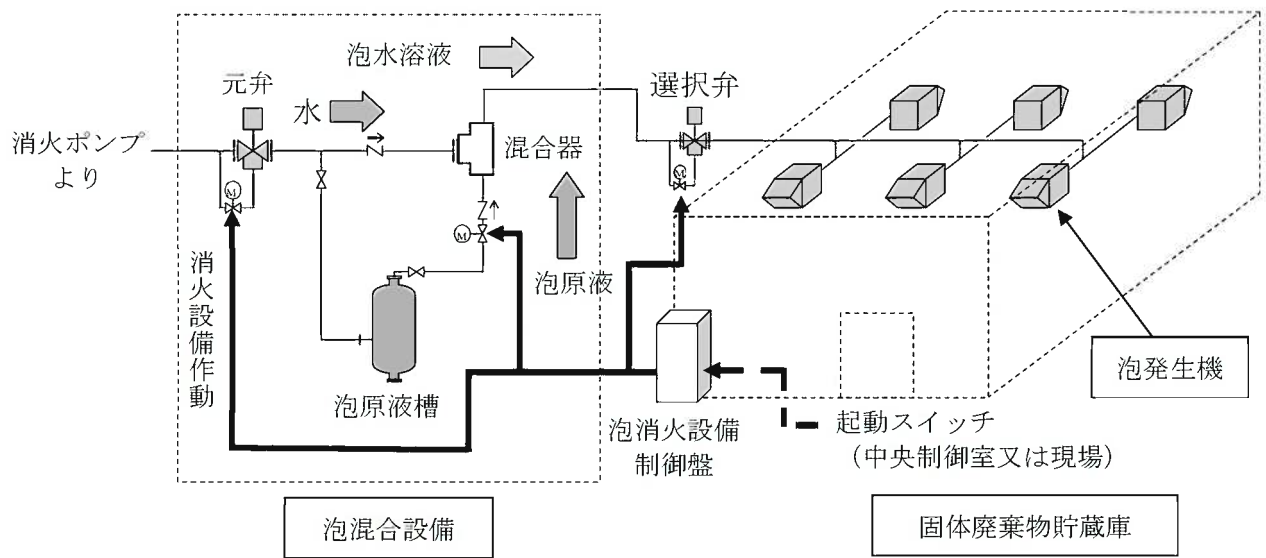 泡水溶液
元弁
水
選択弁
消火ポンプ
より
混合器
M
M
M
泡原液
消火設備作動
泡原液槽
泡発生機
泡消火設備
制御盤
起動スイッチ
（中央制御室又は現場）
泡混合設備
固体廃棄物貯蔵庫